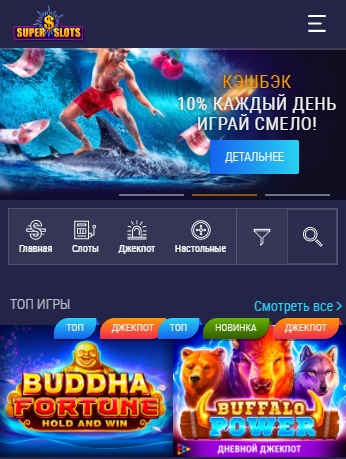 SUPER SLOTS
КЭШБЭК
10% КАЖДЫЙ ДЕНЬ
ИГРАЙ СМЕЛО!
ДЕТАЛЬНЕЕ
Главная
Слоты
Джекпот
Настольные
ТОП ИГРЫ
Смотреть все >
ТОП
ДЖЕКПОТ
ТОП
НОВИНКА
ДЖЕКПОТ
BUDDHA
FORTUNE
HOLD AND WIN
BUFFALO
POWER
ДНЕВНОЙ ДЖЕКПОТ